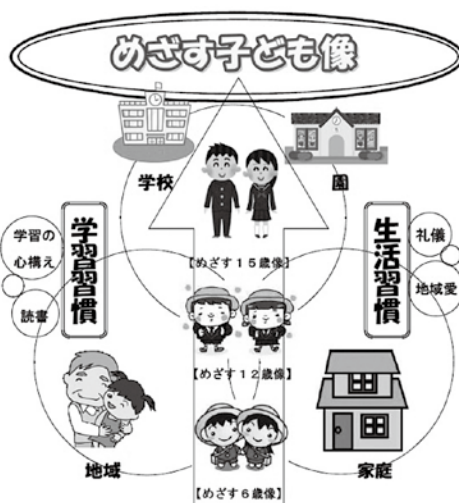 めざす子ども像
学校
園
学習習慣
生活習慣
学習の
心構え
読書
礼儀
地域愛
【めざす15歳像】
【めざす12歳像】
地域
家庭
【めざす6歳像】